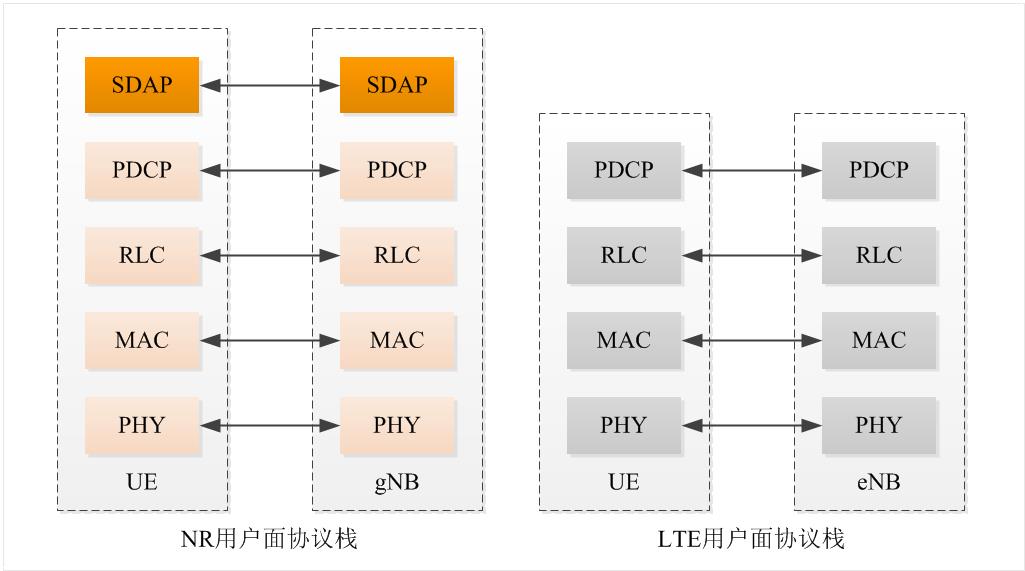 SDAP SDAP
PDCP PDCP PDCP PDCP
RLC RLC RLC RLC
MAC MAC MAC MAC
PHY PHY PHY PHY
UE gNB UE eNB
NR用户面协议栈 LTE用户面协议栈